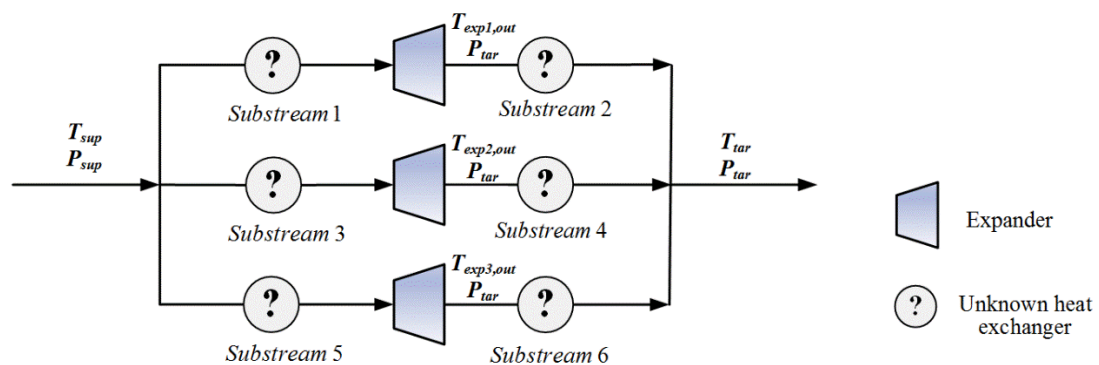 T_exp1,out
P_tar
?
?
Substream 1
Substream 2
T_sup
P_sup
T_exp2,out
P_tar
?
?
Substream 3
Substream 4
T_tar
P_tar
T_exp3,out
P_tar
?
?
Substream 5
Substream 6
Expander
?
Unknown heat
exchanger